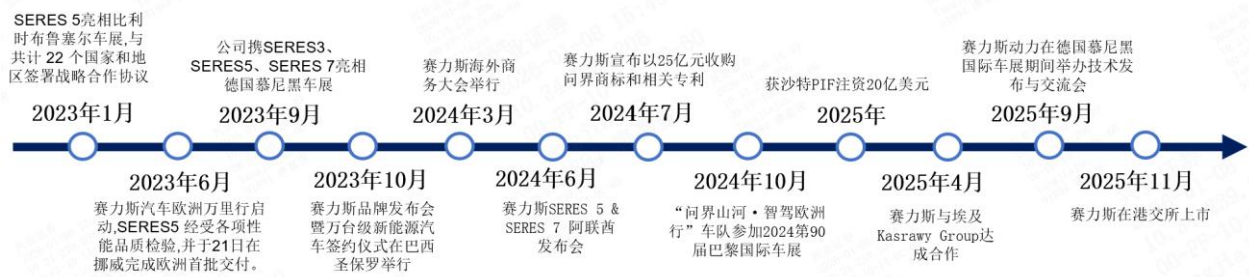 SERES 5亮相比利
时布鲁塞尔车展,与
共计 22 个国家和地
区签署战略合作协议
2023年1月
2023年6月
赛力斯汽车欧洲万里行启
动,SERES5 经受各项性
能品质检验,并于21日在
挪威完成欧洲首批交付。
公司携SERES3、
SERES5、SERES 7亮相
德国慕尼黑车展
2023年9月
2023年10月
赛力斯品牌发布会
暨万台级新能源汽
车签约仪式在巴西
圣保罗举行
赛力斯海外商
务大会举行
2024年3月
2024年6月
赛力斯SERES 5 &
SERES 7 阿联酋
发布会
赛力斯宣布以25亿元收购
问界商标和相关专利
2024年7月
2024年10月
“问界山河·智驾欧洲
行”车队参加2024第90
届巴黎国际车展
获沙特PIF注资20亿美元
2025年
2025年4月
赛力斯与埃及
Kasrawy Group达
成合作
赛力斯动力在德国慕尼黑
国际车展期间举办技术发
布与交流会
2025年9月
2025年11月
赛力斯在港交所上市